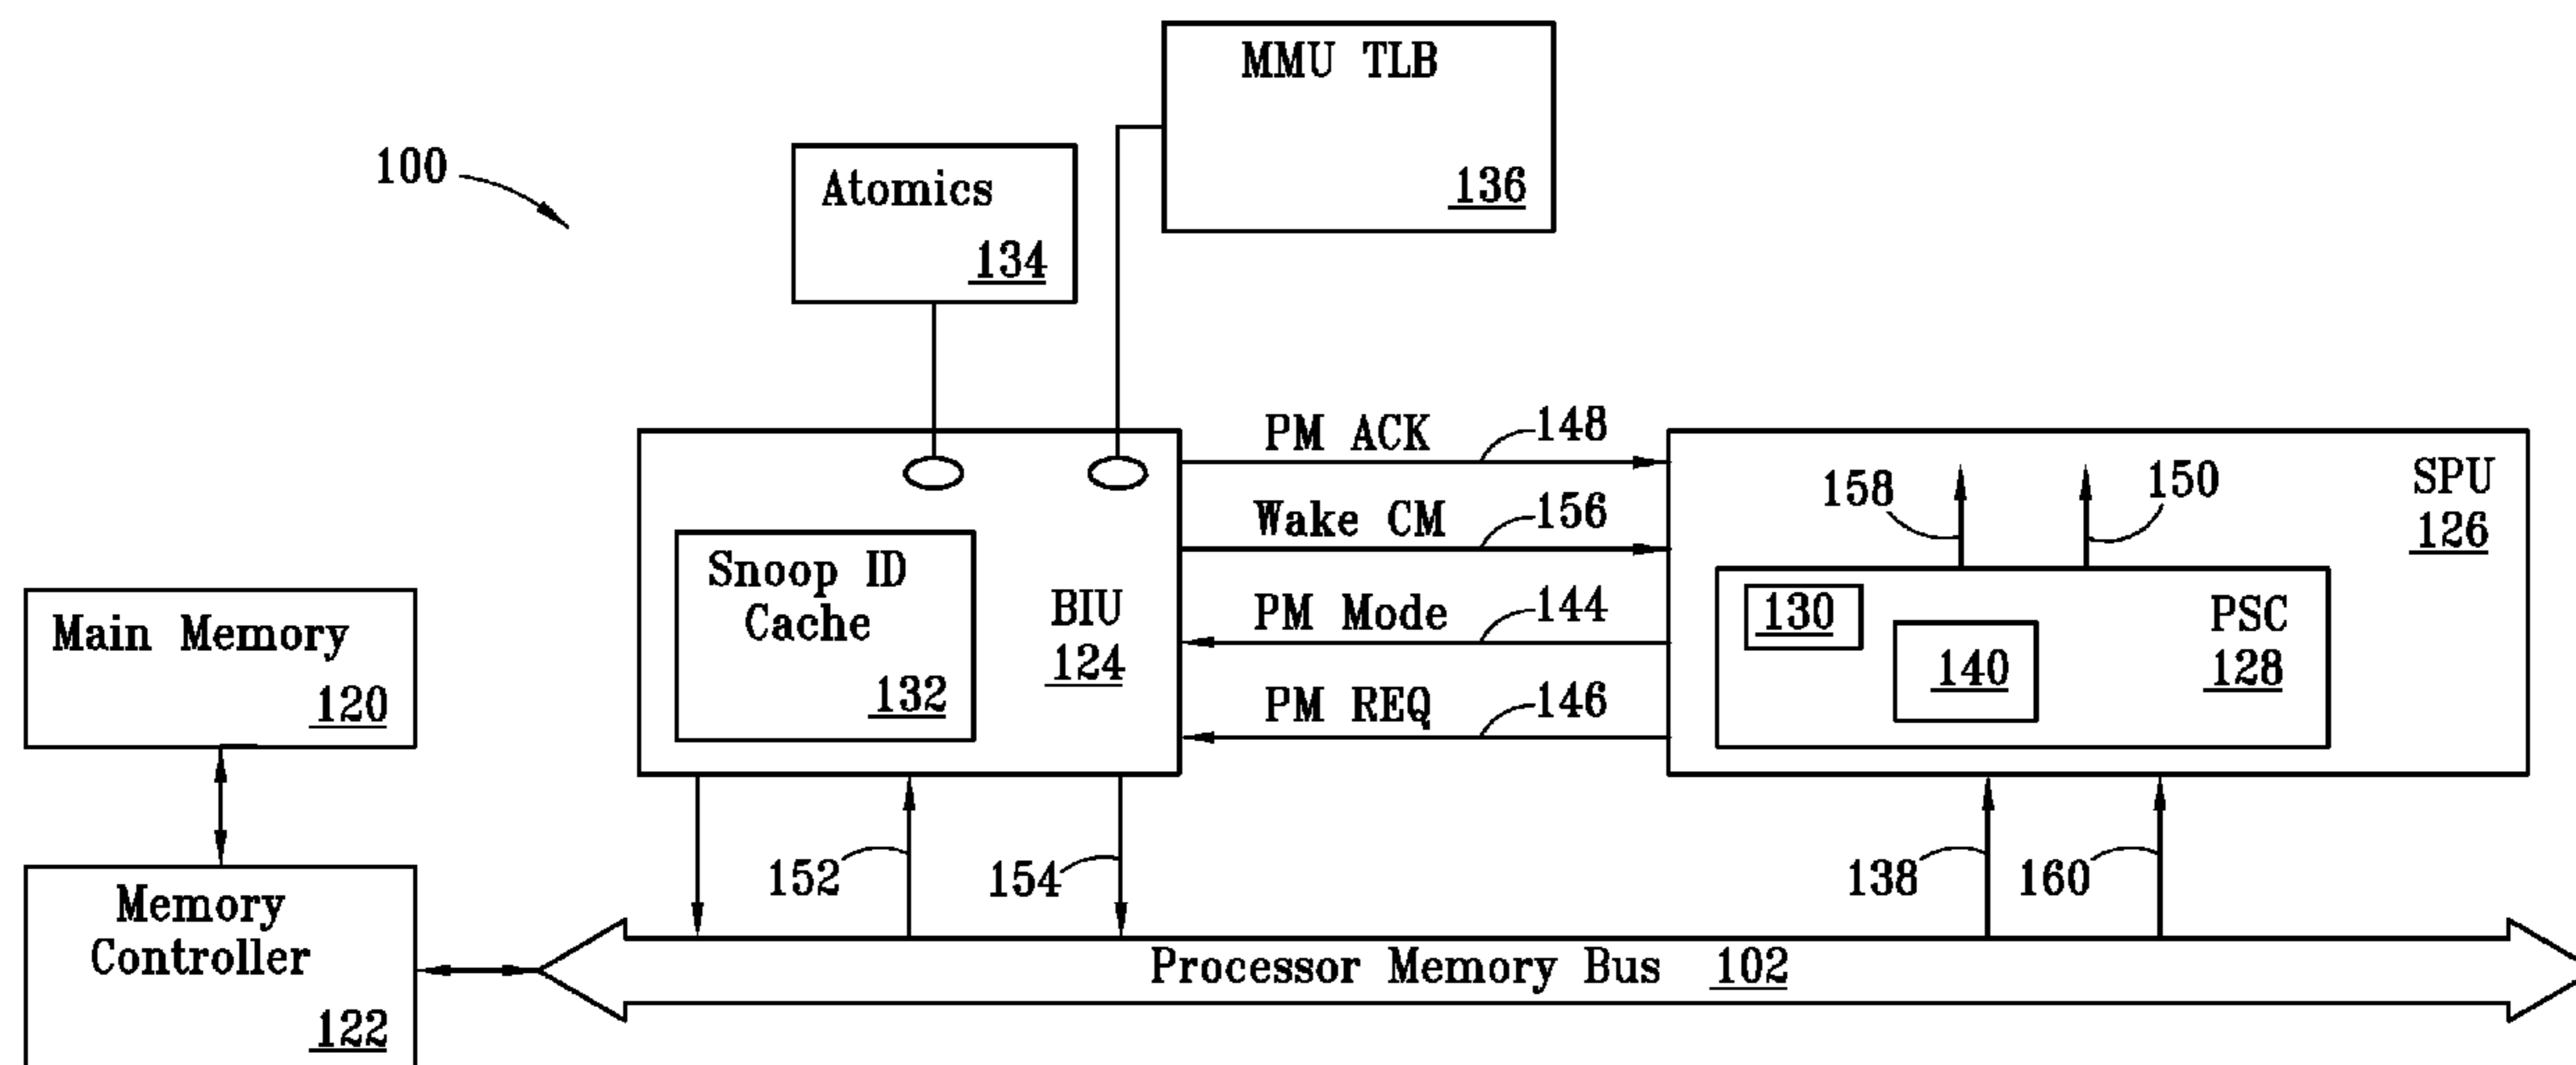 MMU TLB
136
100
Atomics
134
PM ACK
148
Wake CM
156
PM Mode
144
PM REQ
146
Snoop ID
Cache
132
BIU
124
SPU
126
158
150
130
140
PSC
128
Main Memory
120
Memory
Controller
122
152
154
138
160
Processor Memory Bus 102